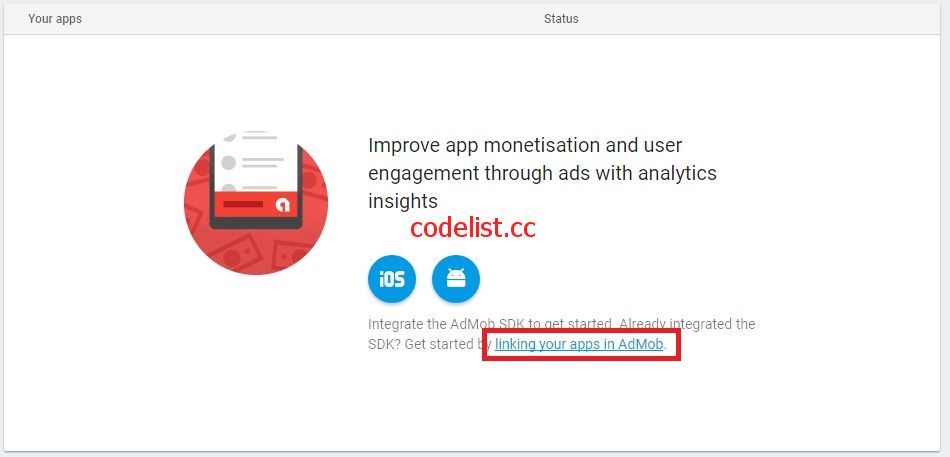 Your apps
Status
Improve app monetisation and user
engagement through ads with analytics
insights
codelist.cc
iOS
Integrate the AdMob SDK to get started. Already integrated the
SDK? Get started by linking your apps in AdMob.